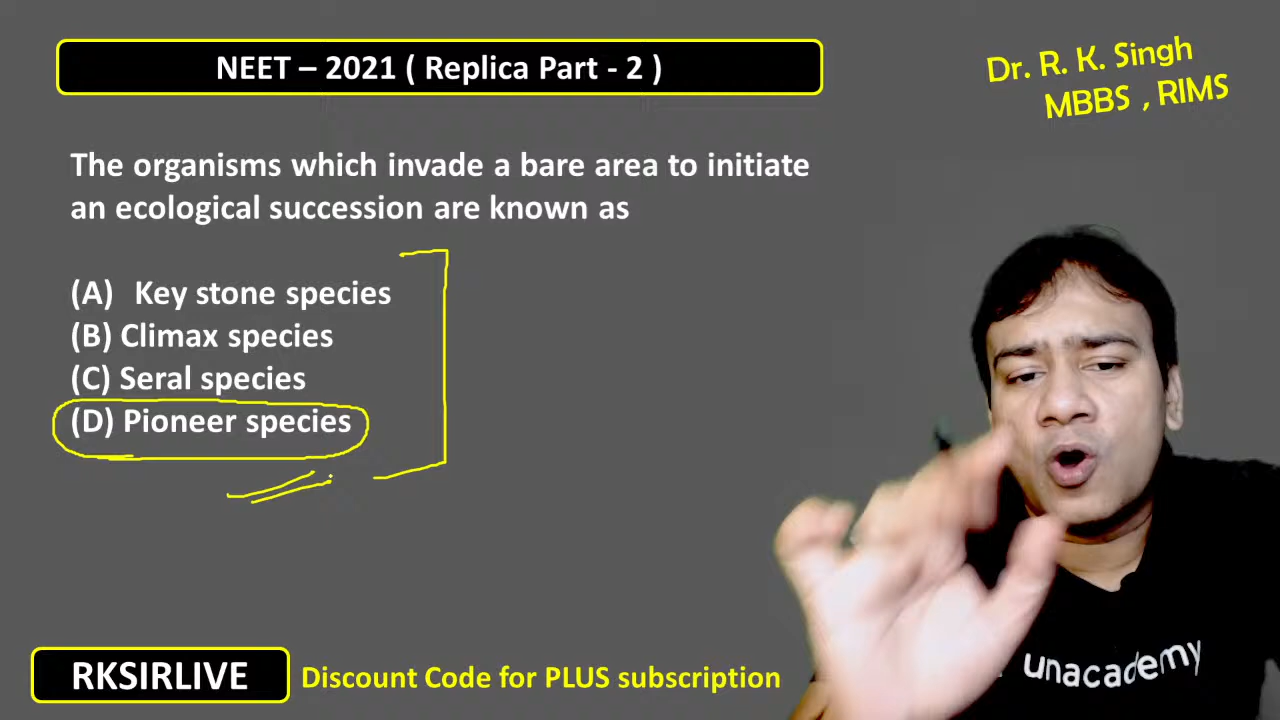 NEET – 2021 ( Replica Part - 2 )
Dr. R. K. Singh
MBBS , RIMS
The organisms which invade a bare area to initiate
an ecological succession are known as
(A) Key stone species
(B) Climax species
(C) Seral species
(D) Pioneer species
unacademy
RKSIRLIVE
Discount Code for PLUS subscription